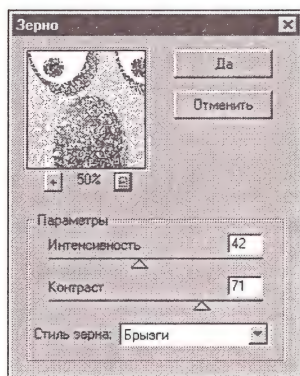 Зерно
Да
Отменить
50%
Параметры
Интенсивность 42
Контраст 71
Стиль зерна: Брызги